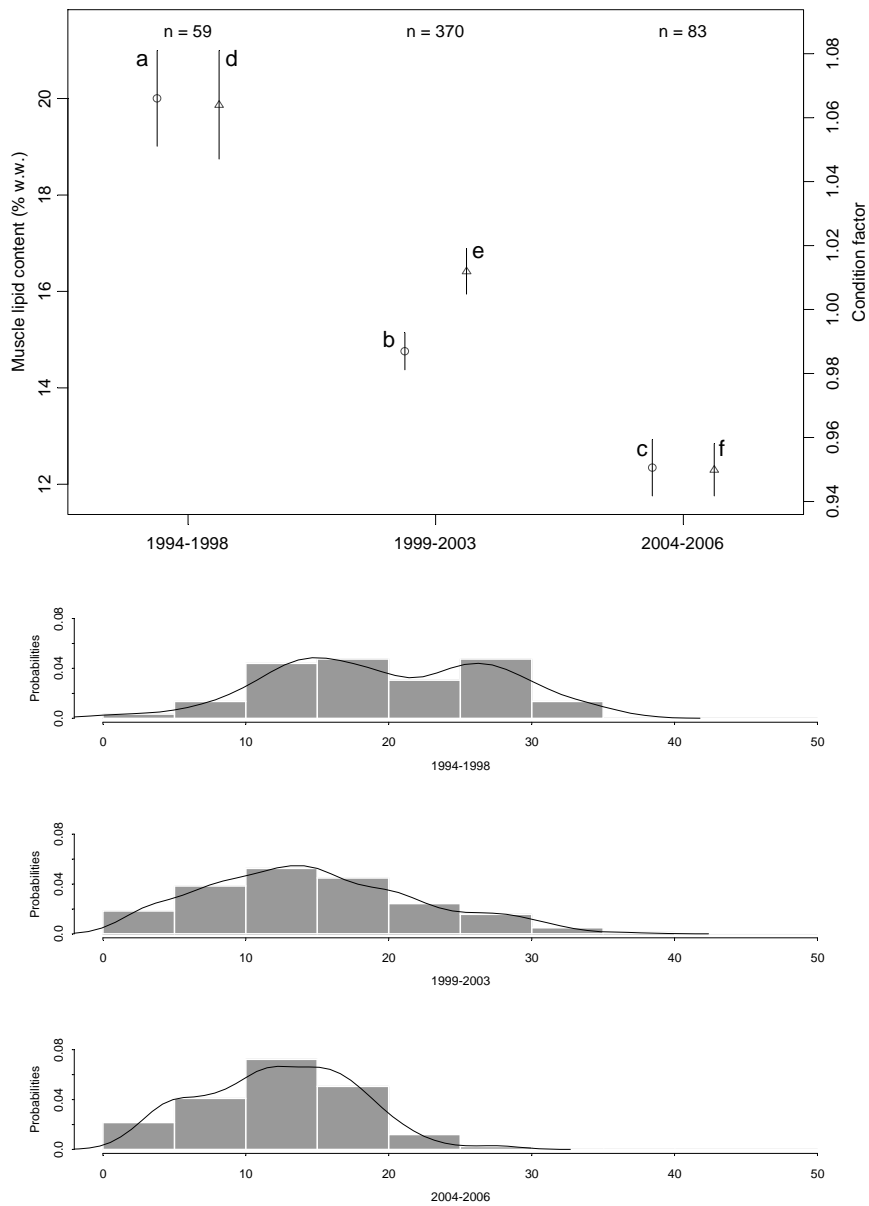 n = 59 n = 370 n = 83
a d
e
b
c f
Muscle lipid content (% w.w.)
20
18
16
14
12
Condition factor
1.08
1.06
1.04
1.02
1.00
0.98
0.96
0.94
1994-1998 1999-2003 2004-2006
Probabilities
0.08
0.04
0.0
0 10 20 30 40 50
1994-1998
Probabilities
0.08
0.04
0.0
0 10 20 30 40 50
1999-2003
Probabilities
0.08
0.04
0.0
0 10 20 30 40 50
2004-2006